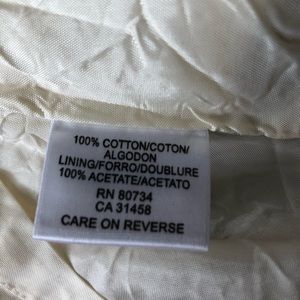 100% COTTON/COTON/
ALGODON
LINING/FORRO/DOUBLURE
100% ACETATE/ACETATO
RN 80734
CA 31458
CARE ON REVERSE